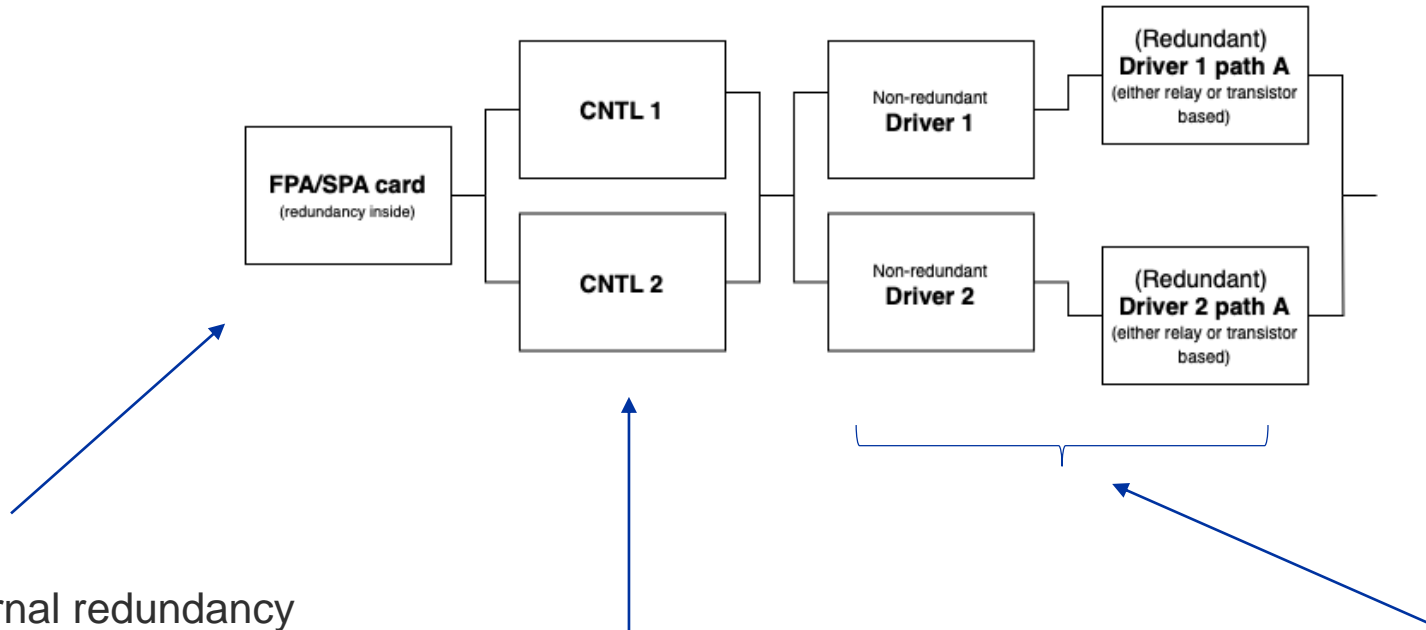 FPA/SPA card
(redundancy inside)
CNTL 1
CNTL 2
Non-redundant
Driver 1
Non-redundant
Driver 2
(Redundant)
Driver 1 path A
(either relay or transistor
based)
(Redundant)
Driver 2 path A
(either relay or transistor
based)
rnal redundancy